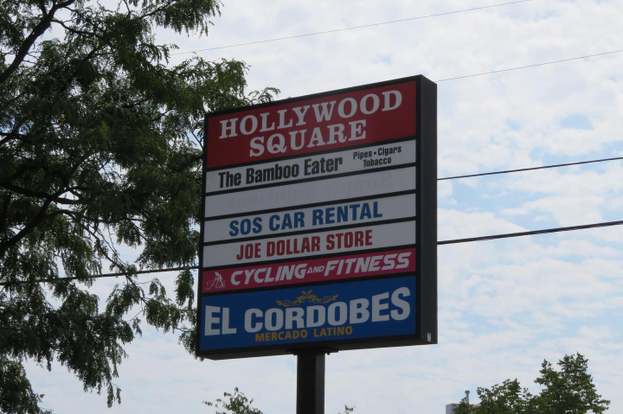 HOLLYWOOD
SQUARE
The Bamboo Eater
Pipes • Cigars
Tobacco
SOS CAR RENTAL
JOE DOLLAR STORE
CYCLING AND FITNESS
EL CORDOBES
MERCADO LATINO